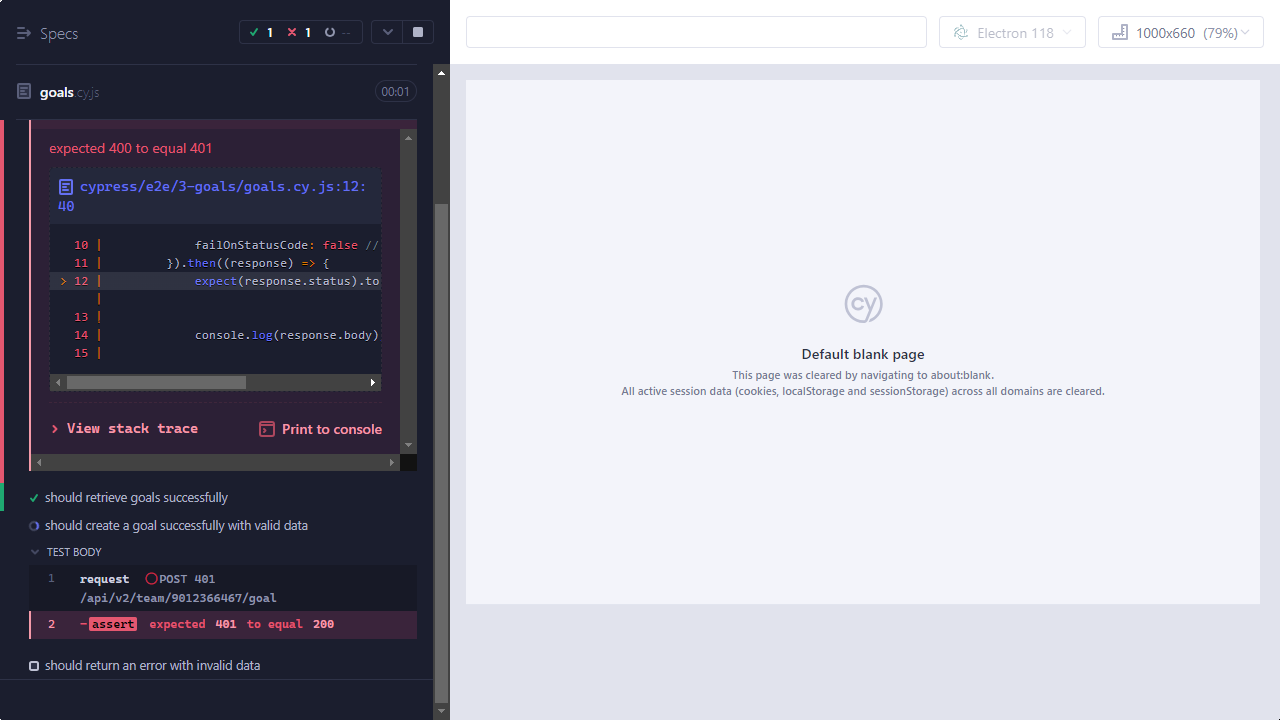 Specs
1
1
--
goals.cy.js
00:01
expected 400 to equal 401
cypress/e2e/3-goals/goals.cy.js:12:
40
10 | failOnStatusCode: false //
11 | }).then((response) => {
> 12 | expect(response.status).to
|
13 |
14 | console.log(response.body)
15 |
> View stack trace
Print to console
should retrieve goals successfully
should create a goal successfully with valid data
TEST BODY
1 request POST 401
/api/v2/team/9012366467/goal
2 -assert expected 401 to equal 200
should return an error with invalid data
Electron 118
1000x660 (79%)
cy
Default blank page
This page was cleared by navigating to about:blank.
All active session data (cookies, localStorage and sessionStorage) across all domains are cleared.